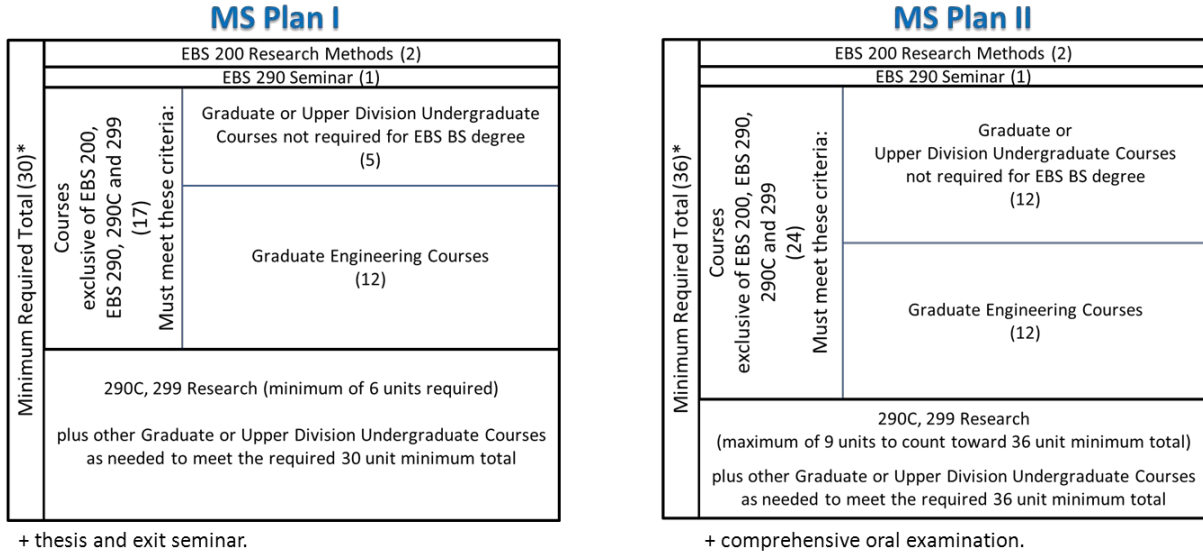 MS Plan I
EBS 200 Research Methods (2)
EBS 290 Seminar (1)
Minimum Required Total (30)*
Courses
exclusive of EBS 200,
EBS 290, 290C and 299
(17)
Must meet these criteria:
Graduate or Upper Division Undergraduate
Courses not required for EBS BS degree
(5)
Graduate Engineering Courses
(12)
290C, 299 Research (minimum of 6 units required)
plus other Graduate or Upper Division Undergraduate Courses
as needed to meet the required 30 unit minimum total
+ thesis and exit seminar.
MS Plan II
EBS 200 Research Methods (2)
EBS 290 Seminar (1)
Minimum Required Total (36)*
Courses
exclusive of EBS 200, EBS 290,
290C and 299
(24)
Must meet these criteria:
Graduate or
Upper Division Undergraduate Courses
not required for EBS BS degree
(12)
Graduate Engineering Courses
(12)
290C, 299 Research
(maximum of 9 units to count toward 36 unit minimum total)
plus other Graduate or Upper Division Undergraduate Courses
as needed to meet the required 36 unit minimum total
+ comprehensive oral examination.